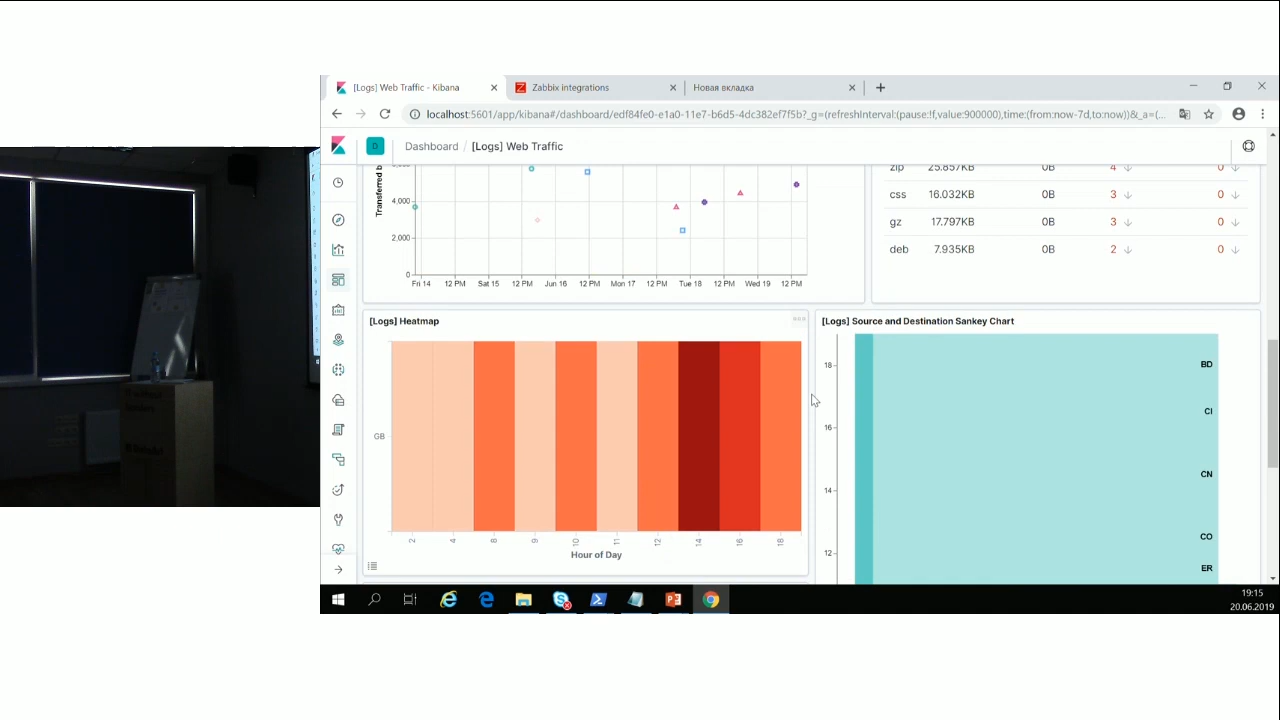 [Logs] Web Traffic - Kibana
Zabbix integrations
Новая вкладка
localhost:5601/app/kibana#/dashboard/edf84fe0-e1a0-11e7-b6d5-4dc382ef7f5b?_g=(refreshInterval:(pause:!f,value:900000),time:(from:now-7d,to:now))&_a=(...
D
Dashboard / [Logs] Web Traffic
Transferred b
4,000
2,000
0
Fri 14 12 PM Sat 15 12 PM Jun 16 12 PM Mon 17 12 PM Tue 18 12 PM Wed 19 12 PM
zip 25.857KB 0B 4 0
css 16.032KB 0B 3 0
gz 17.797KB 0B 3 0
deb 7.935KB 0B 2 0
[Logs] Heatmap
GB
2 4 8 9 10 11 12 14 16 18
Hour of Day
[Logs] Source and Destination Sankey Chart
18
16
14
12
BD
CI
CN
CO
ER
19:15
20.06.2019